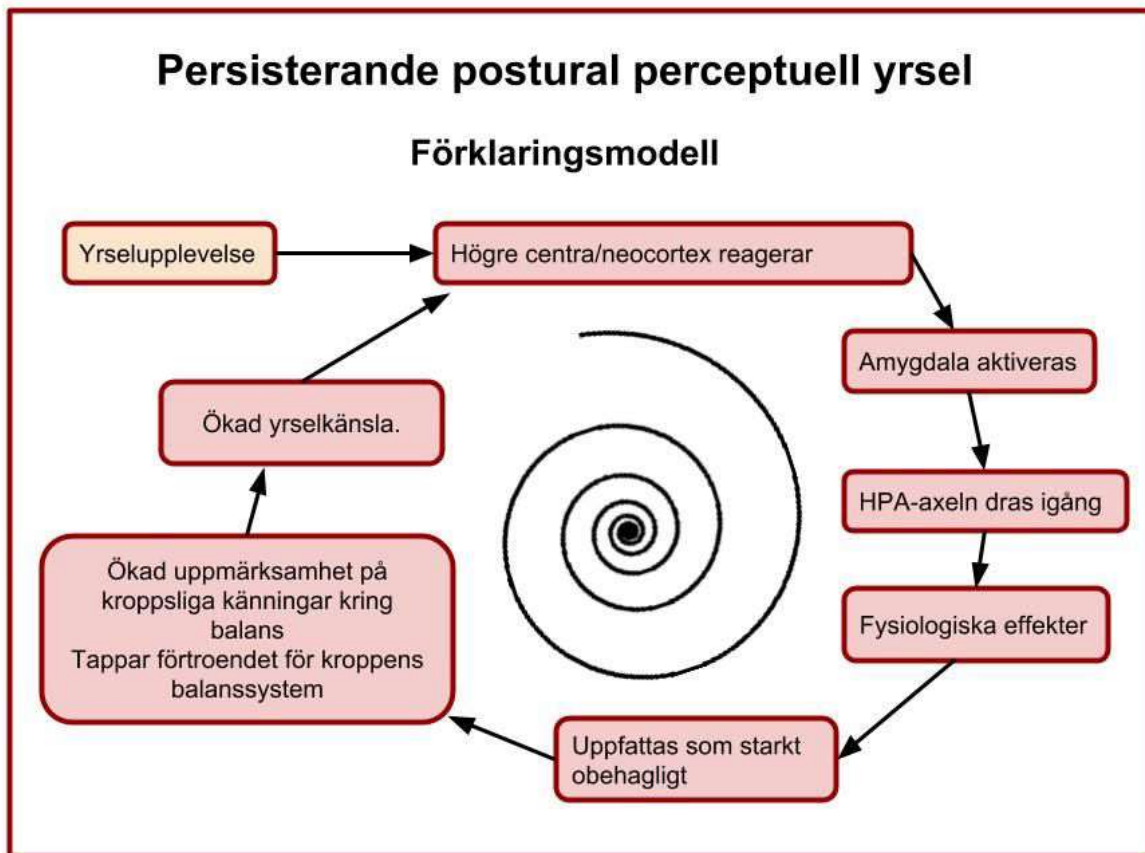 Persisterande postural perceptuell yrsel
Förklaringsmodell
Yrselupplevelse
Högre centra/neocortex reagerar
Amygdala aktiveras
HPA-axeln dras igång
Fysiologiska effekter
Uppfattas som starkt
obehagligt
Ökad uppmärksamhet på
kroppsliga känningar kring
balans
Tappar förtroendet för kroppens
balanssystem
Ökad yrselkänsla.